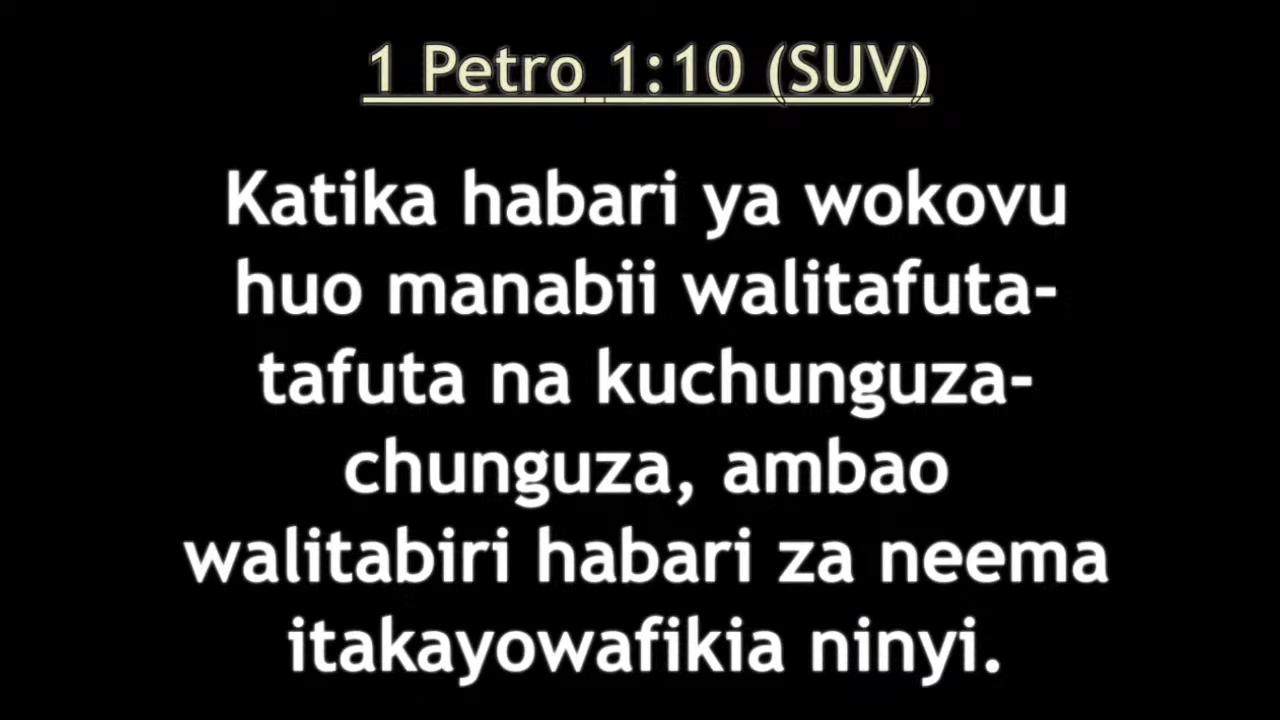 1 Petro 1:10 (SUV)
Katika habari ya wokovu
huo manabii walitafuta-
tafuta na kuchunguza-
chunguza, ambao
walitabiri habari za neema
itakayowafikia ninyi.